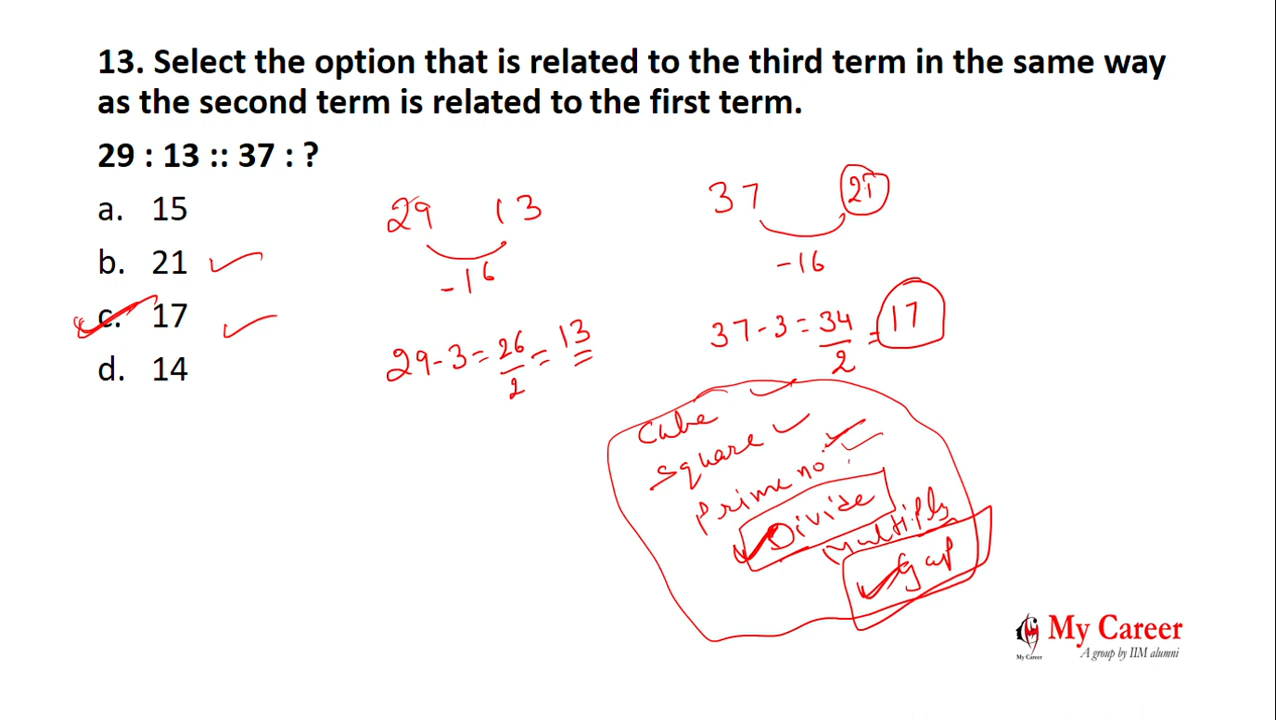 13. Select the option that is related to the third term in the same way
as the second term is related to the first term.
29 : 13 :: 37 : ?
a. 15
b. 21
c. 17
d. 14
29 13
-16
37 21
-16
29-3=26/2=13
37-3=34/2=17
Cube
square
prime no
Divide
multiply
gap
My Career
A group by IIM alumni
My Career